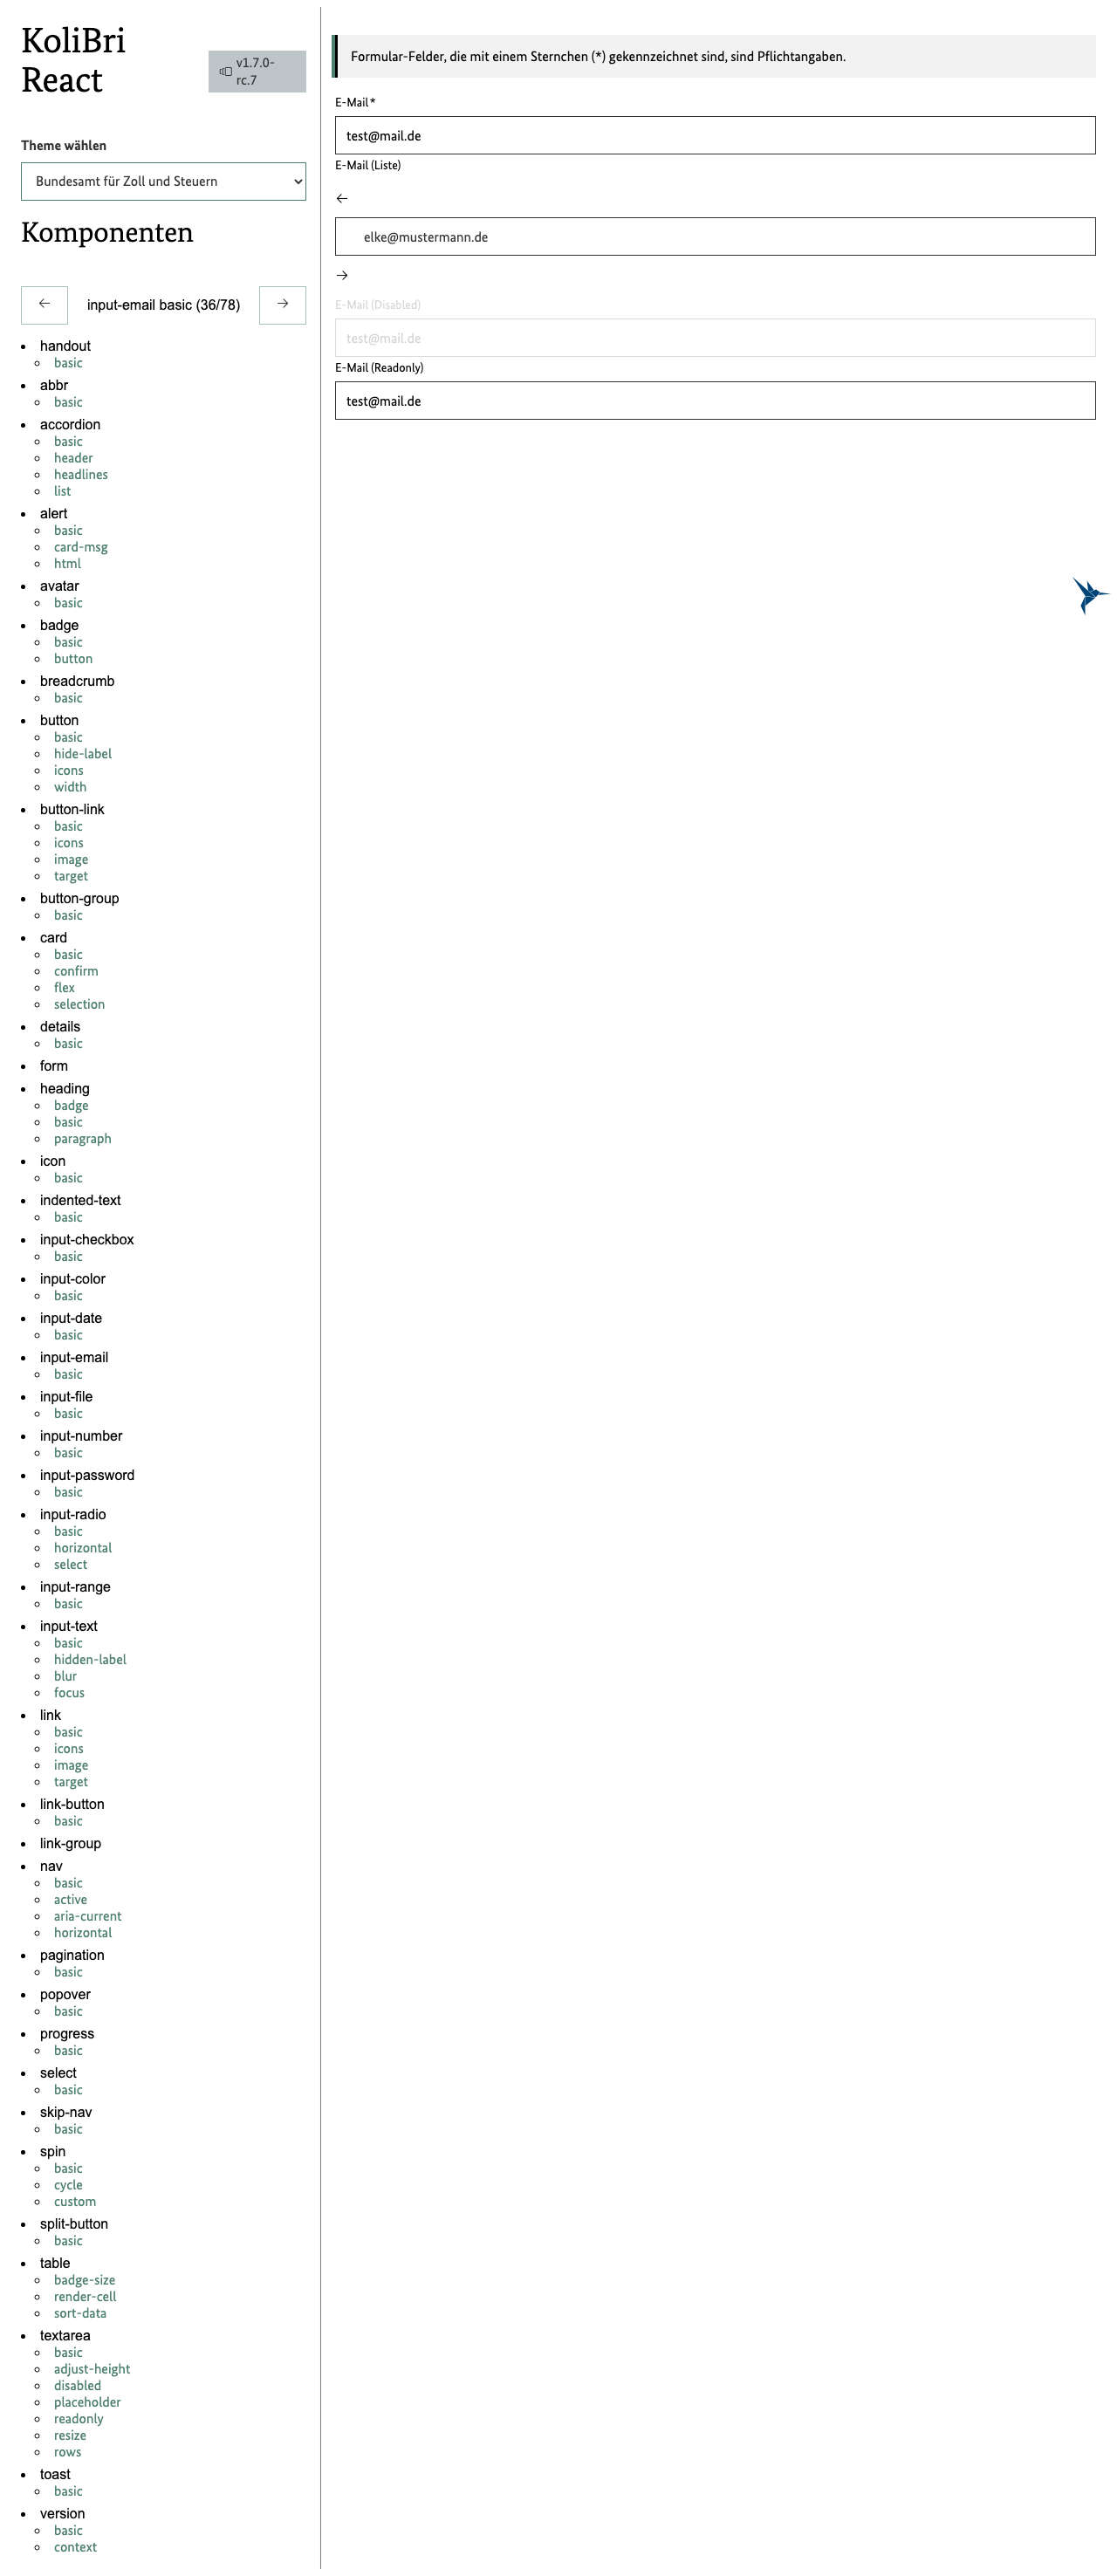 KoliBri
React
v1.7.0-
rc.7
Theme wählen
Bundesamt für Zoll und Steuern
Komponenten
← input-email basic (36/78) →
handout
basic
abbr
basic
accordion
basic
header
headlines
list
alert
basic
card-msg
html
avatar
basic
badge
basic
button
breadcrumb
basic
button
basic
hide-label
icons
width
button-link
basic
icons
image
target
button-group
basic
card
basic
confirm
flex
selection
details
basic
form
heading
badge
basic
paragraph
icon
basic
indented-text
basic
input-checkbox
basic
input-color
basic
input-date
basic
input-email
basic
input-file
basic
input-number
basic
input-password
basic
input-radio
basic
horizontal
select
input-range
basic
input-text
basic
hidden-label
blur
focus
link
basic
icons
image
target
link-button
basic
link-group
nav
basic
active
aria-current
horizontal
pagination
basic
popover
basic
progress
basic
select
basic
skip-nav
basic
spin
basic
cycle
custom
split-button
basic
table
badge-size
render-cell
sort-data
textarea
basic
adjust-height
disabled
placeholder
readonly
resize
rows
toast
basic
version
basic
context
Formular-Felder, die mit einem Sternchen (*) gekennzeichnet sind, sind Pflichtangaben.
E-Mail *
test@mail.de
E-Mail (Liste)
←
elke@mustermann.de
→
E-Mail (Disabled)
test@mail.de
E-Mail (Readonly)
test@mail.de